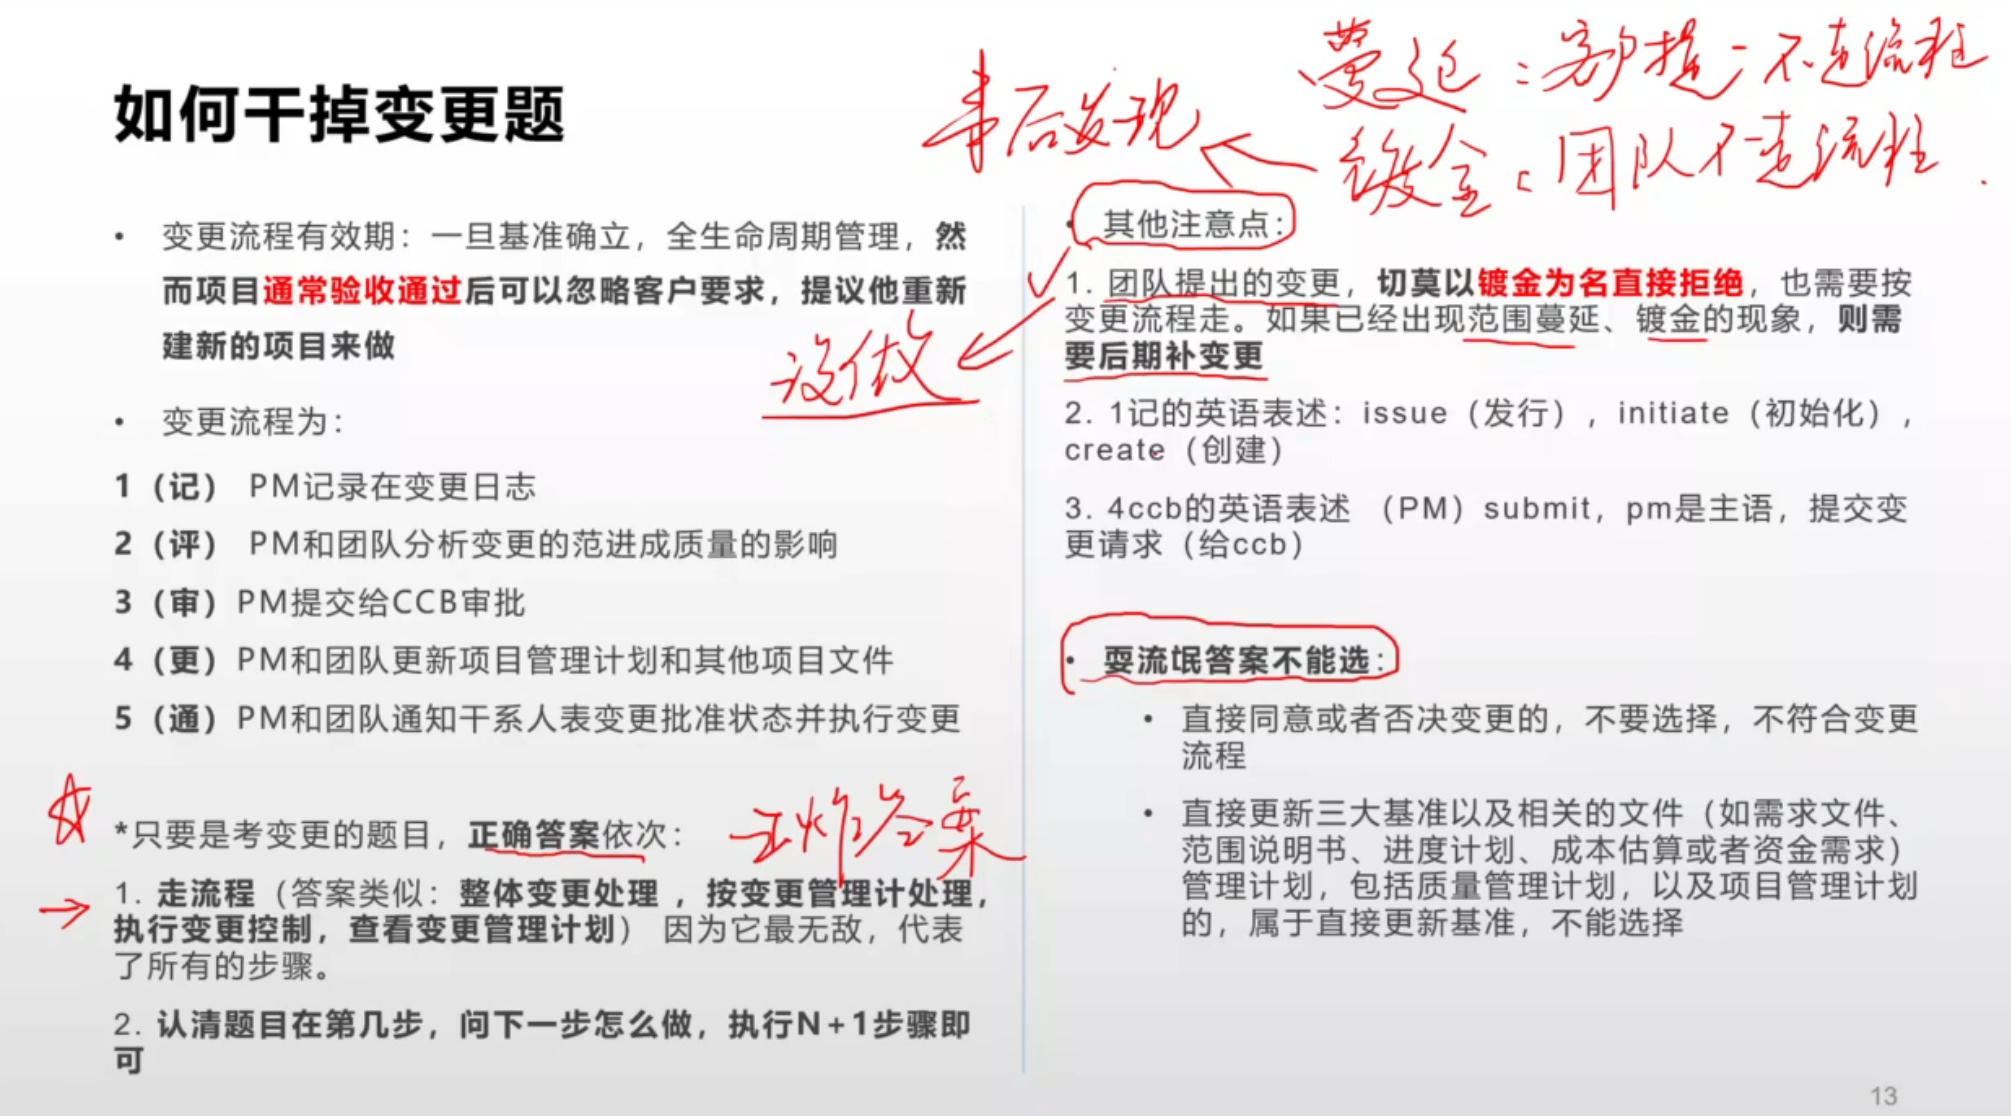 如何干掉变更题
事后发现
蔓延：客户提一不走流程
镀金：团队不走流程
• 变更流程有效期：一旦基准确立，全生命周期管理，然
而项目通常验收通过后可以忽略客户要求，提议他重新
建新的项目来做
没做
• 变更流程为：
1（记） PM记录在变更日志
2（评） PM和团队分析变更的范进成质量的影响
3（审）PM提交给CCB审批
4（更）PM和团队更新项目管理计划和其他项目文件
5（通）PM和团队通知干系人表变更批准状态并执行变更
*只要是考变更的题目，正确答案依次：
王炸答案
1. 走流程（答案类似：整体变更处理 ，按变更管理计处理，
执行变更控制，查看变更管理计划） 因为它最无敌，代表
了所有的步骤。
2. 认清题目在第几步，问下一步怎么做，执行N+1步骤即
可
• 其他注意点：
1. 团队提出的变更，切莫以镀金为名直接拒绝，也需要按
变更流程走。如果已经出现范围蔓延、镀金的现象，则需
要后期补变更
2. 1记的英语表述：issue（发行），initiate（初始化），
create（创建）
3. 4ccb的英语表述 （PM）submit，pm是主语，提交变
更请求（给ccb）
• 耍流氓答案不能选：
• 直接同意或者否决变更的，不要选择，不符合变更
流程
• 直接更新三大基准以及相关的文件（如需求文件、
范围说明书、进度计划、成本估算或者资金需求）
管理计划，包括质量管理计划，以及项目管理计划
的，属于直接更新基准，不能选择
13